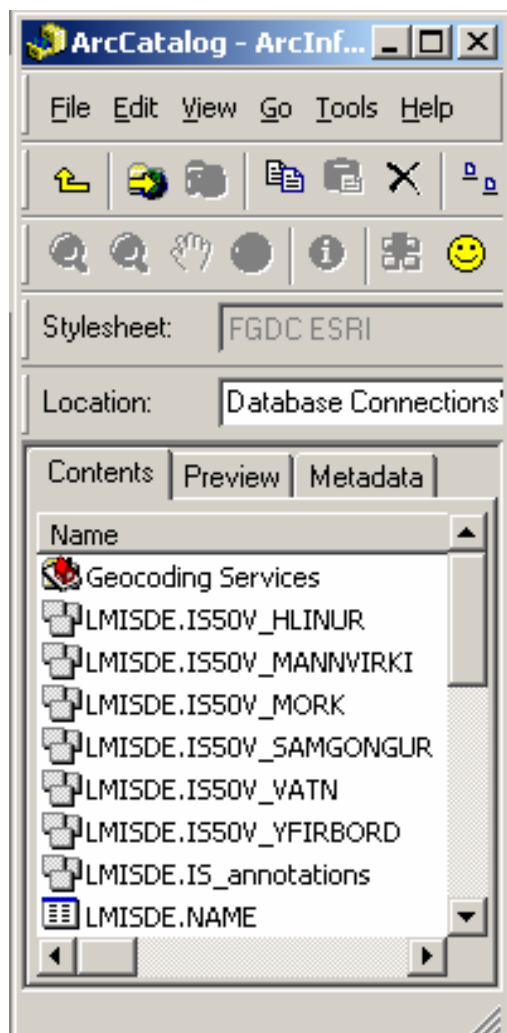 ArcCatalog - ArcInf...
File Edit View Go Tools Help
Stylesheet: FGDC ESRI
Location: Database Connections
Contents Preview Metadata
Name
Geocoding Services
LMISDE.IS50V_HLINUR
LMISDE.IS50V_MANNVIRKI
LMISDE.IS50V_MORK
LMISDE.IS50V_SAMGONGUR
LMISDE.IS50V_VATN
LMISDE.IS50V_YFIRBORD
LMISDE.IS_annotations
LMISDE.NAME